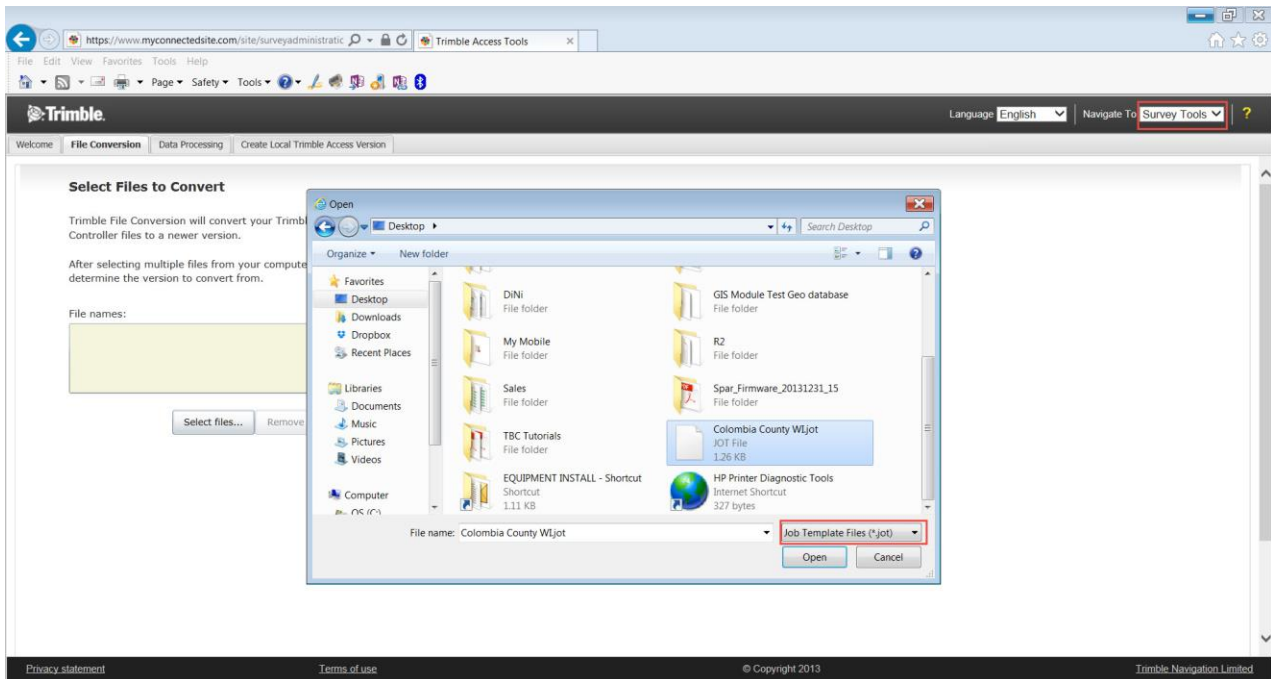 https://www.myconnectedsite.com/site/surveyadministratic
Trimble Access Tools
File Edit View Favorites Tools Help
Page Safety Tools
Trimble.
Language English
Navigate To Survey Tools
?
Welcome
File Conversion
Data Processing
Create Local Trimble Access Version
Select Files to Convert
Trimble File Conversion will convert your Trimbl
Controller files to a newer version.
After selecting multiple files from your compute
determine the version to convert from.
File names:
Select files...
Remove
Open
Desktop
Search Desktop
Organize
New folder
Favorites
Desktop
Downloads
Dropbox
Recent Places
Libraries
Documents
Music
Pictures
Videos
Computer
OS (C:)
DiNi
File folder
GIS Module Test Geo database
File folder
My Mobile
File folder
R2
File folder
Sales
File folder
Spar_Firmware_20131231_15
File folder
TBC Tutorials
File folder
Colombia County WI.jot
JOT File
1.26 KB
EQUIPMENT INSTALL - Shortcut
Shortcut
1.11 KB
HP Printer Diagnostic Tools
Internet Shortcut
327 bytes
File name: Colombia County WI.jot
Job Template Files (*.jot)
Open
Cancel
Privacy statement
Terms of use
© Copyright 2013
Trimble Navigation Limited